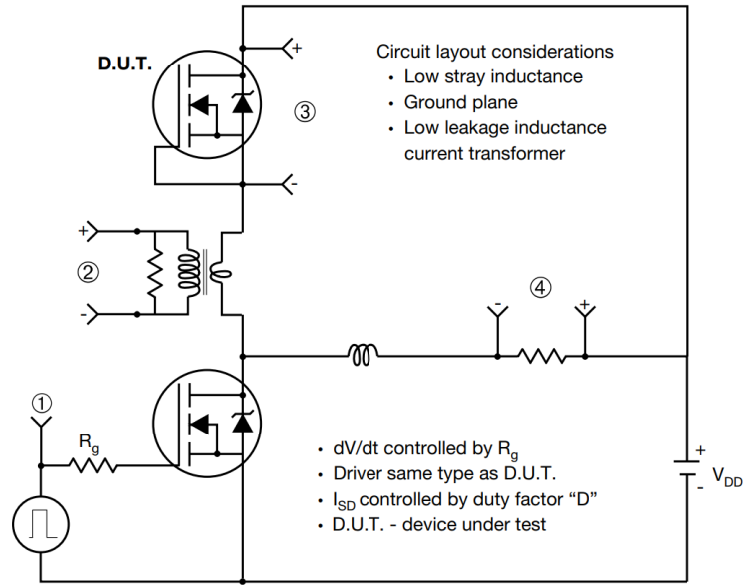 D.U.T.
+
Circuit layout considerations
• Low stray inductance
• Ground plane
• Low leakage inductance
current transformer
③
-
+
②
-
④
-
+
①
Rg
• dV/dt controlled by Rg
• Driver same type as D.U.T.
• ISD controlled by duty factor “D”
• D.U.T. - device under test
+
VDD
-